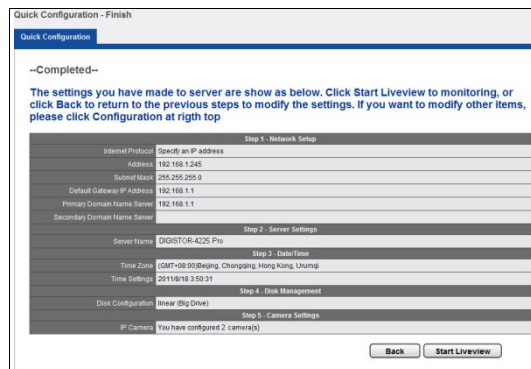 Quick Configuration - Finish
Quick Configuration
--Completed--
The settings you have made to server are show as below. Click Start Liveview to monitoring, or
click Back to return to the previous steps to modify the settings. If you want to modify other items,
please click Configuration at rigth top
Step 1 - Network Setup
Internet Protocol Specify an IP address
Address 192.168.1.245
Subnet Mask 255.255.255.0
Default Gateway IP Address 192.168.1.1
Primary Domain Name Server 192.168.1.1
Secondary Domain Name Server
Step 2 - Server Settings
Server Name DIGISTOR-4225 Pro
Step 3 - Date/Time
Time Zone (GMT+08:00)Beijing, Chongqing, Hong Kong, Urumqi
Time Settings 2011/8/18 3:50:31
Step 4 - Disk Management
Disk Configuration linear (Big Drive)
Step 5 - Camera Settings
IP Camera You have configured 2 camera(s)
Back Start Liveview